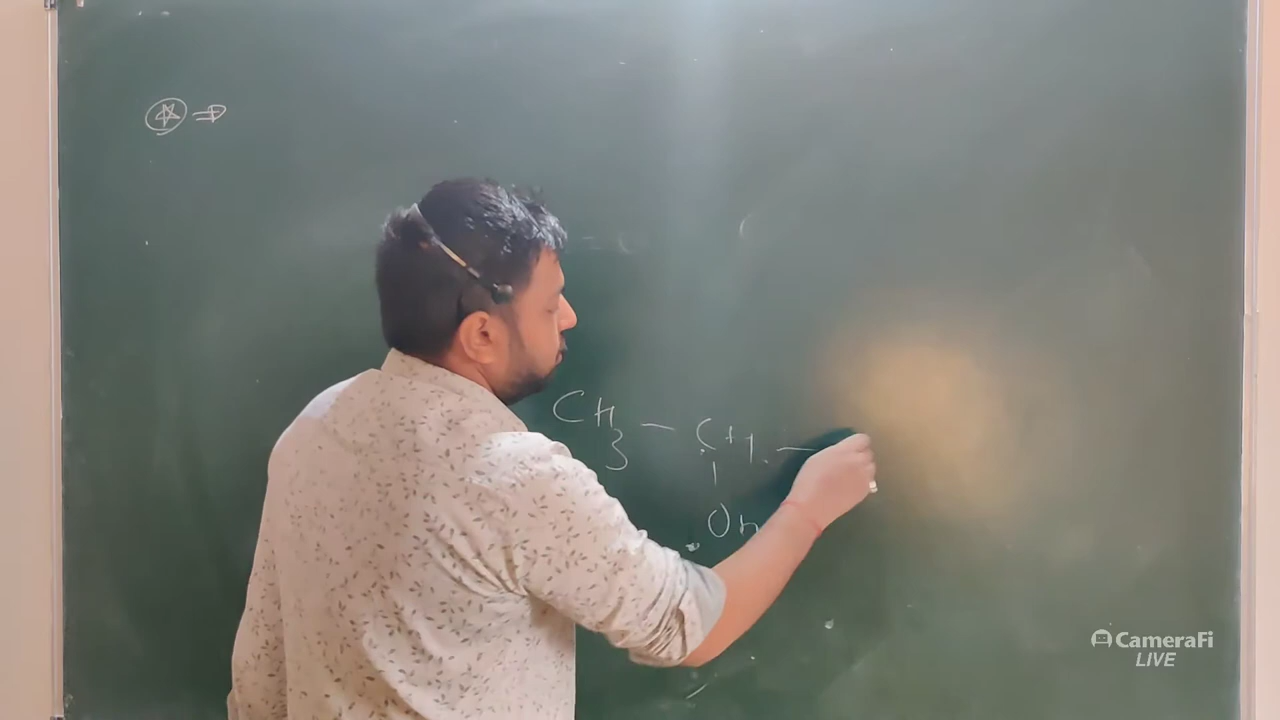 ⍟ ⇒
CH3 — CH —
|
OH
CameraFi
LIVE